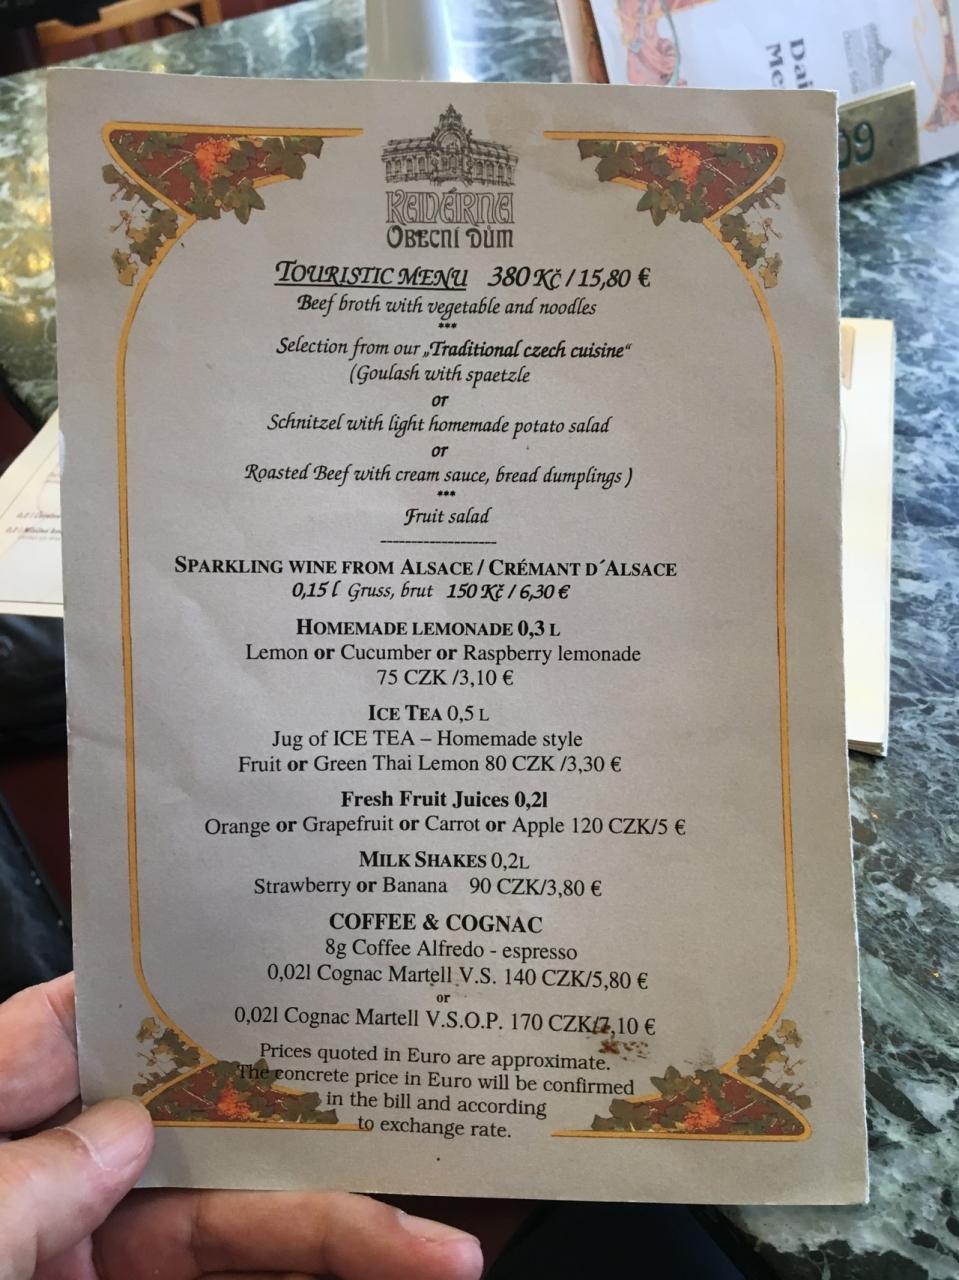 KAVÁRNA
OBECNÍ DŮM
TOURISTIC MENU 380 Kč / 15,80 €
Beef broth with vegetable and noodles
***
Selection from our „Traditional czech cuisine“
(Goulash with spaetzle
or
Schnitzel with light homemade potato salad
or
Roasted Beef with cream sauce, bread dumplings )
***
Fruit salad
--------------------
SPARKLING WINE FROM ALSACE / CRÉMANT D´ALSACE
0,15 l Gruss, brut 150 Kč / 6,30 €
HOMEMADE LEMONADE 0,3 L
Lemon or Cucumber or Raspberry lemonade
75 CZK /3,10 €
ICE TEA 0,5 L
Jug of ICE TEA – Homemade style
Fruit or Green Thai Lemon 80 CZK /3,30 €
Fresh Fruit Juices 0,2l
Orange or Grapefruit or Carrot or Apple 120 CZK/5 €
MILK SHAKES 0,2L
Strawberry or Banana 90 CZK/3,80 €
COFFEE & COGNAC
8g Coffee Alfredo - espresso
0,02l Cognac Martell V.S. 140 CZK/5,80 €
or
0,02l Cognac Martell V.S.O.P. 170 CZK/7,10 €
Prices quoted in Euro are approximate.
The concrete price in Euro will be confirmed
in the bill and according
to exchange rate.
Dai
Me
09